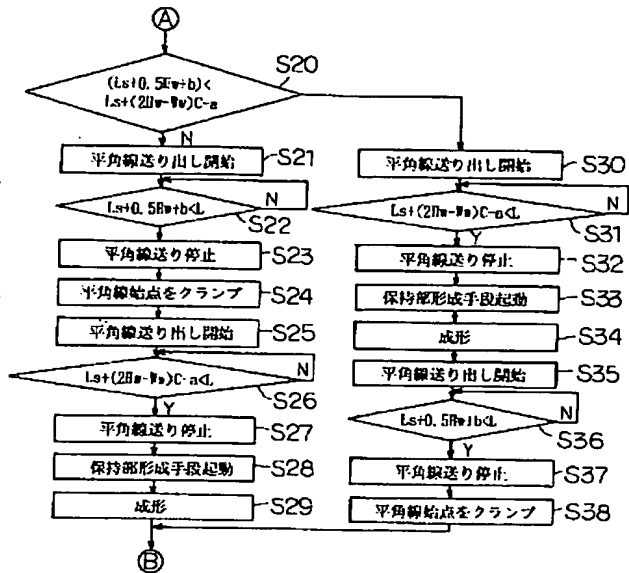 A
S20
(Ls+0.5Hw+b)<
Ls+(2Hw-Ww)C-a
N
平角線送り出し開始
S21
Ls+0.5Hw+b<L
N
S22
平角線送り停止
S23
平角線始点をクランプ
S24
平角線送り出し開始
S25
Ls+(2Hw-Ww)C-a<L
N
S26
Y
平角線送り停止
S27
保持部形成手段起動
S28
成形
S29
B
平角線送り出し開始
S30
Ls+(2Hw-Ww)C-a<L
N
S31
Y
平角線送り停止
S32
保持部形成手段起動
S33
成形
S34
平角線送り出し開始
S35
Ls+0.5Hw+b<L
N
S36
Y
平角線送り停止
S37
平角線始点をクランプ
S38